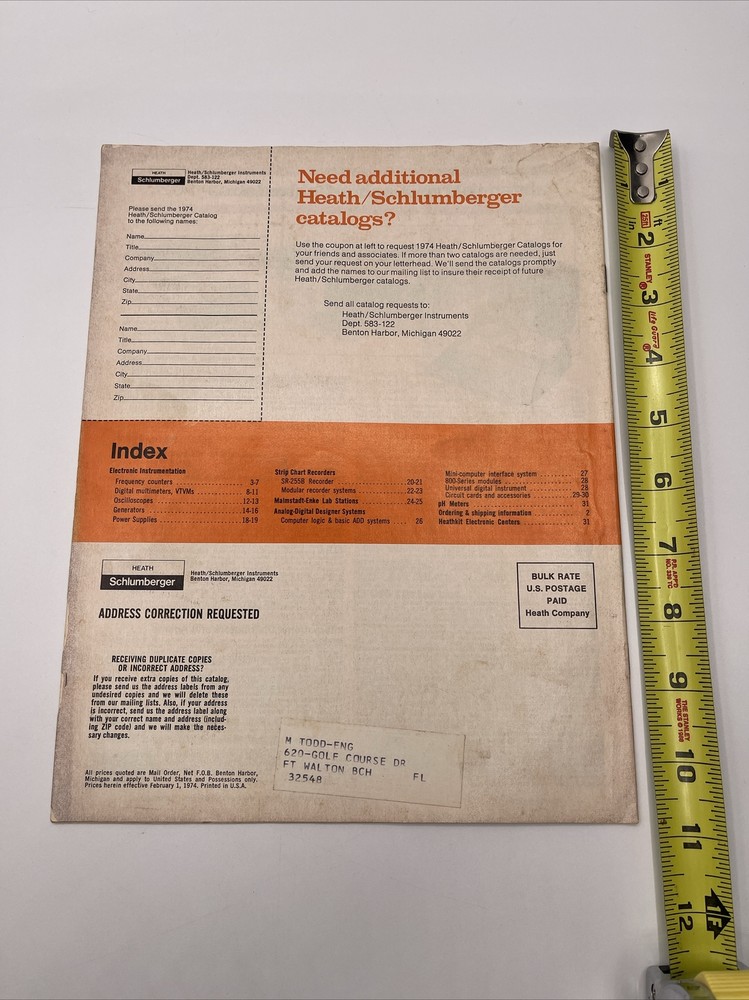 HEATH
Schlumberger
Heath/Schlumberger Instruments
Dept. 583-122
Benton Harbor, Michigan 49022
Please send the 1974
Heath/Schlumberger Catalog
to the following names:
Name
Title
Company
Address
City
State
Zip
Name
Title
Company
Address
City
State
Zip
Need additional
Heath/Schlumberger
catalogs?
Use the coupon at left to request 1974 Heath/Schlumberger Catalogs for
your friends and associates. If more than two catalogs are needed, just
send your request on your letterhead. We'll send the catalogs promptly
and add the names to our mailing list to insure their receipt of future
Heath/Schlumberger catalogs.
Send all catalog requests to:
Heath/Schlumberger Instruments
Dept. 583-122
Benton Harbor, Michigan 49022
Index
Electronic Instrumentation
Frequency counters 3-7
Digital multimeters, VTVMs 8-11
Oscilloscopes 12-13
Generators 14-16
Power Supplies 18-19
Strip Chart Recorders
SR-255B Recorder 20-21
Modular recorder systems 22-23
Malmstadt-Enke Lab Stations 24-25
Analog-Digital Designer Systems
Computer logic & basic ADD systems 26
Mini-computer interface system 27
800-Series modules 28
Universal digital instrument 28
Circuit cards and accessories 29-30
pH Meters 31
Ordering & shipping information 2
Heathkit Electronic Centers 31
HEATH
Schlumberger
Heath/Schlumberger Instruments
Benton Harbor, Michigan 49022
BULK RATE
U.S. POSTAGE
PAID
Heath Company
ADDRESS CORRECTION REQUESTED
RECEIVING DUPLICATE COPIES
OR INCORRECT ADDRESS?
If you receive extra copies of this catalog,
please send us the address labels from any
undesired copies and we will delete these
from our mailing lists. Also, if your address
is incorrect, send us the address label along
with your correct name and address (includ-
ing ZIP code) and we will make the neces-
sary changes.
M TODD-ENG
620-GOLF COURSE DR
FT WALTON BCH FL
32548
All prices quoted are Mail Order, Net F.O.B. Benton Harbor,
Michigan and apply to United States and Possessions only.
Prices herein effective February 1, 1974. Printed in U.S.A.
1
2
STANLEY
3
Life Guard
4
5
6
7
8
9
THE STANLEY
WORKS
10
11
12
1F